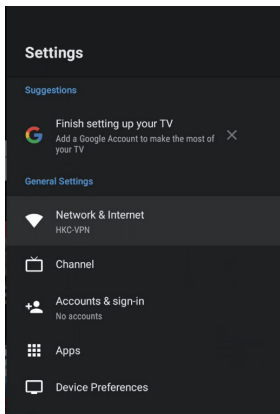 Settings
Suggestions
Finish setting up your TV
Add a Google Account to make the most of
your TV
General Settings
Network & Internet
HKC-VPN
Channel
Accounts & sign-in
No accounts
Apps
Device Preferences